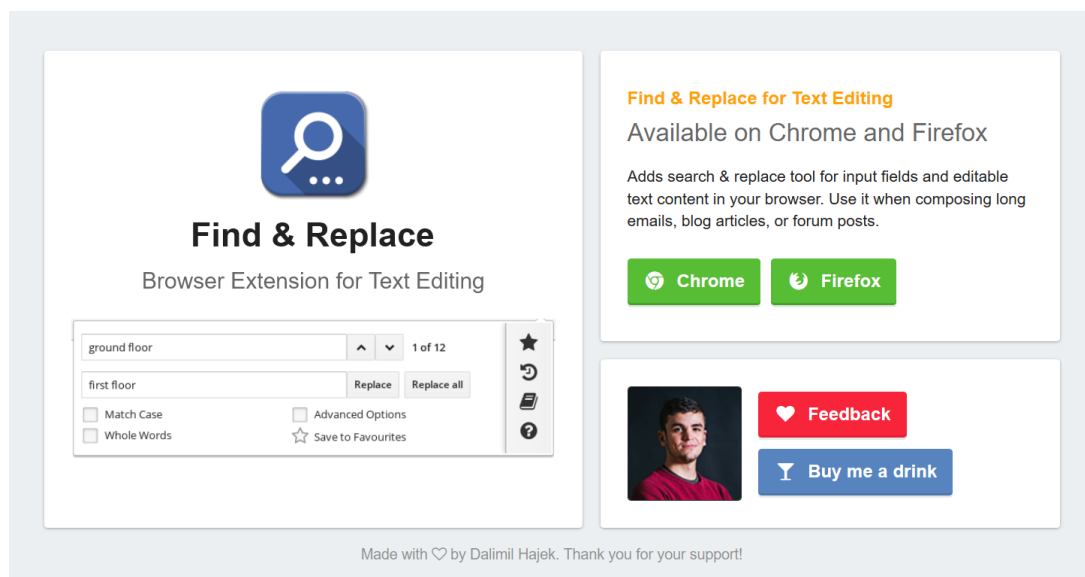 Find & Replace
Browser Extension for Text Editing
ground floor
1 of 12
first floor
Replace
Replace all
Match Case
Advanced Options
Whole Words
Save to Favourites
Find & Replace for Text Editing
Available on Chrome and Firefox
Adds search & replace tool for input fields and editable
text content in your browser. Use it when composing long
emails, blog articles, or forum posts.
Chrome
Firefox
Feedback
Buy me a drink
Made with ♡ by Dalimil Hajek. Thank you for your support!